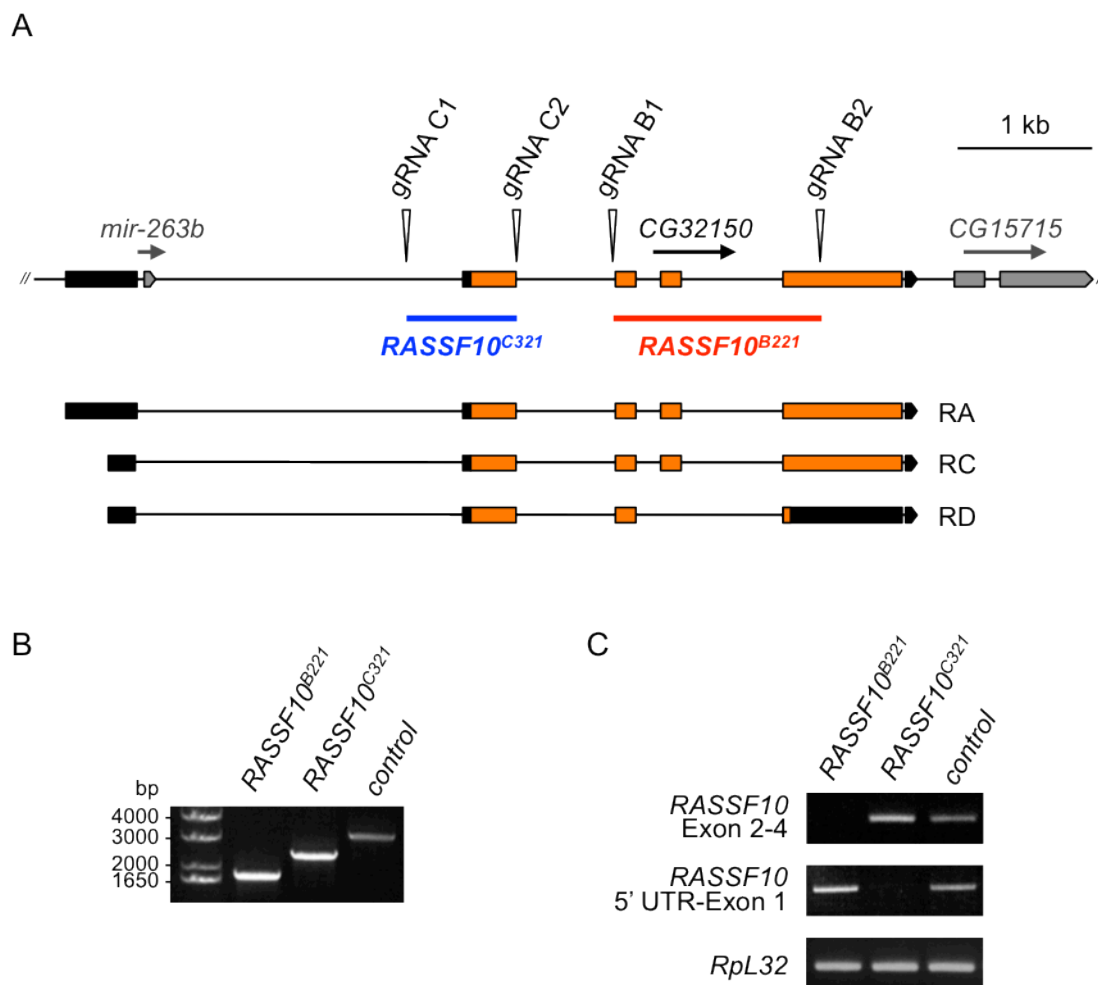 A
gRNA C1
gRNA C2
gRNA B1
gRNA B2
1 kb
mir-263b
CG32150
CG15715
//
RASSF10C321
RASSF10B221
RA
RC
RD
B
RASSF10B221
RASSF10C321
control
bp
4000
3000
2000
1650
C
RASSF10B221
RASSF10C321
control
RASSF10
Exon 2-4
RASSF10
5' UTR-Exon 1
RpL32